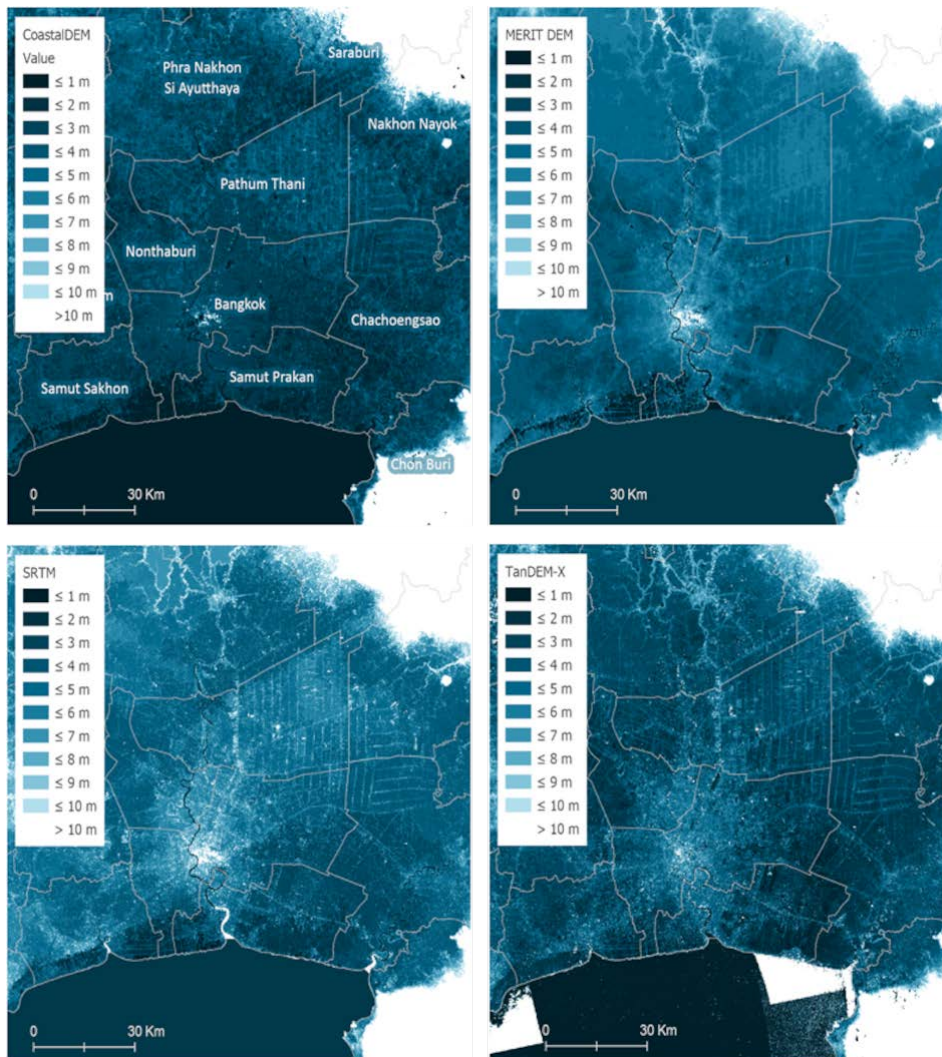 CoastalDEM
Value
≤ 1 m
≤ 2 m
≤ 3 m
≤ 4 m
≤ 5 m
≤ 6 m
≤ 7 m
≤ 8 m
≤ 9 m
≤ 10 m
>10 m
Saraburi
Phra Nakhon
Si Ayutthaya
Nakhon Nayok
Pathum Thani
Nonthaburi
Bangkok
Chachoengsao
Samut Prakan
Samut Sakhon
Chon Buri
0 30 Km
MERIT DEM
≤ 1 m
≤ 2 m
≤ 3 m
≤ 4 m
≤ 5 m
≤ 6 m
≤ 7 m
≤ 8 m
≤ 9 m
≤ 10 m
> 10 m
0 30 Km
SRTM
≤ 1 m
≤ 2 m
≤ 3 m
≤ 4 m
≤ 5 m
≤ 6 m
≤ 7 m
≤ 8 m
≤ 9 m
≤ 10 m
> 10 m
0 30 Km
TanDEM-X
≤ 1 m
≤ 2 m
≤ 3 m
≤ 4 m
≤ 5 m
≤ 6 m
≤ 7 m
≤ 8 m
≤ 9 m
≤ 10 m
> 10 m
0 30 Km